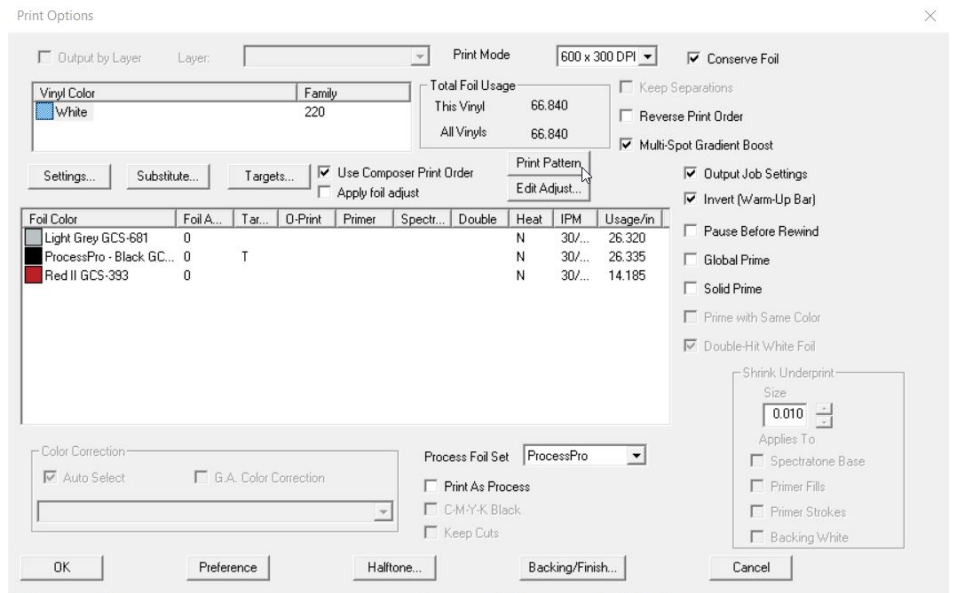 Print Options
Output by Layer Layer: Print Mode 600 x 300 DPI Conserve Foil
Vinyl Color Family Total Foil Usage Keep Separations
White 220 This Vinyl 66.840 Reverse Print Order
All Vinyls 66.840 Multi-Spot Gradient Boost
Settings... Substitute... Targets... Use Composer Print Order Print Pattern Output Job Settings
Apply foil adjust Edit Adjust... Invert (Warm-Up Bar)
Foil Color Foil A... Tar... O-Print Primer Spectr... Double Heat IPM Usage/in
Light Grey GCS-681 0 N 30/... 26.320 Pause Before Rewind
ProcessPro - Black GC... 0 T N 30/... 26.335 Global Prime
Red II GCS-393 0 N 30/... 14.185
Solid Prime
Prime with Same Color
Double-Hit White Foil
Shrink Underprint
Size
0.010
Applies To
Color Correction Process Foil Set ProcessPro Spectratone Base
Auto Select G.A. Color Correction Print As Process Primer Fills
C-M-Y-K Black Primer Strokes
Keep Cuts Backing White
OK Preference Halftone... Backing/Finish... Cancel